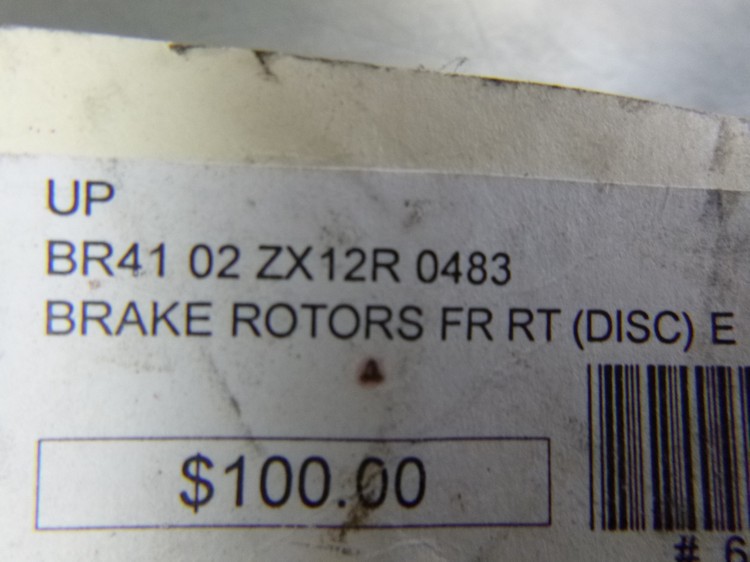 UP
BR41 02 ZX12R 0483
BRAKE ROTORS FR RT (DISC) E
$100.00
# 6